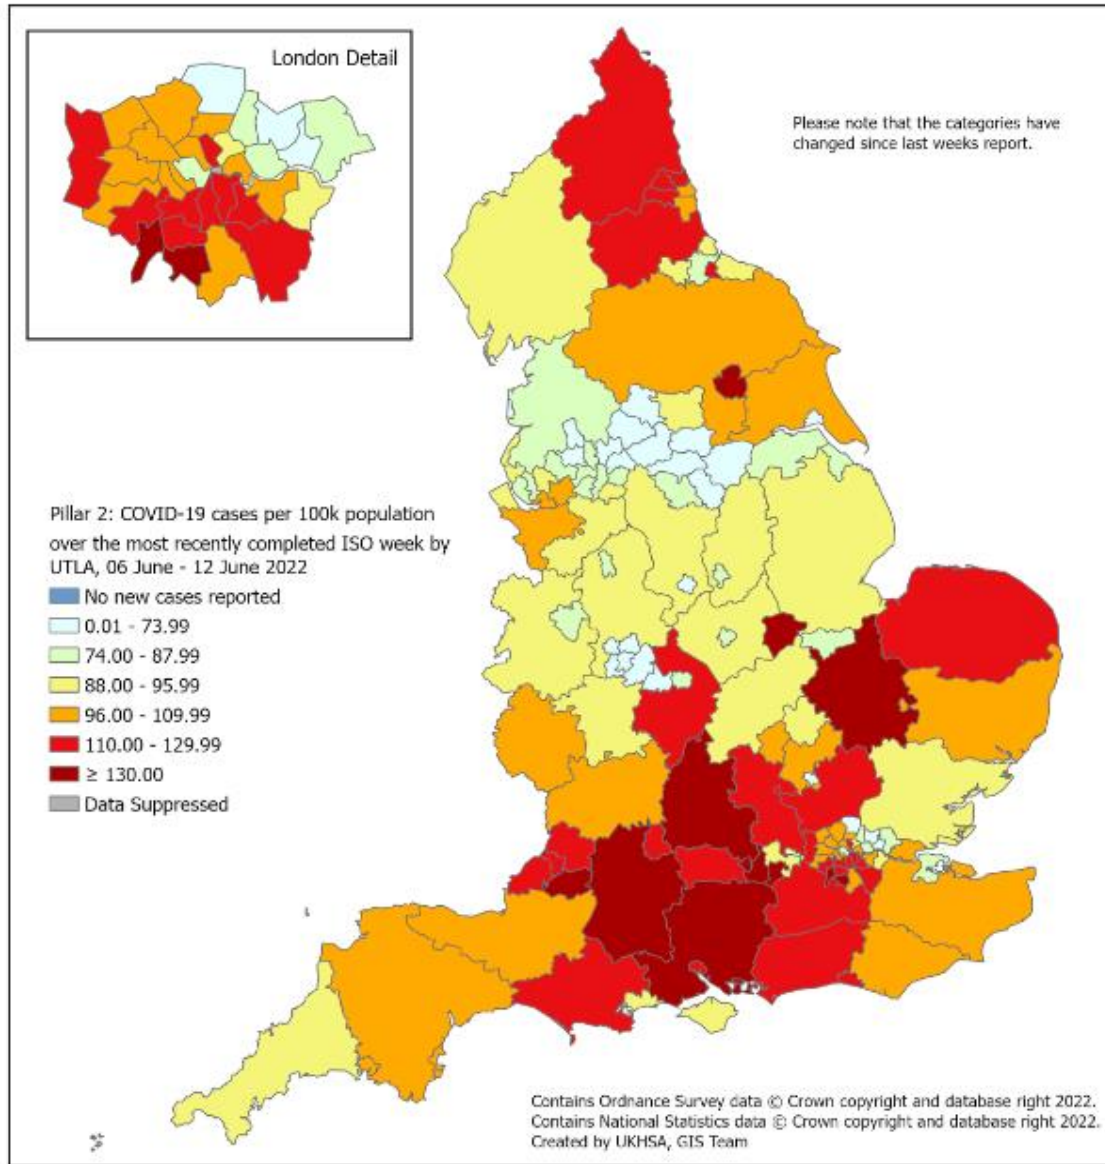 London Detail
Please note that the categories have
changed since last weeks report.
Pillar 2: COVID-19 cases per 100k population
over the most recently completed ISO week by
UTLA, 06 June - 12 June 2022
No new cases reported
0.01 - 73.99
74.00 - 87.99
88.00 - 95.99
96.00 - 109.99
110.00 - 129.99
≥ 130.00
Data Suppressed
Contains Ordnance Survey data © Crown copyright and database right 2022.
Contains National Statistics data © Crown copyright and database right 2022.
Created by UKHSA, GIS Team